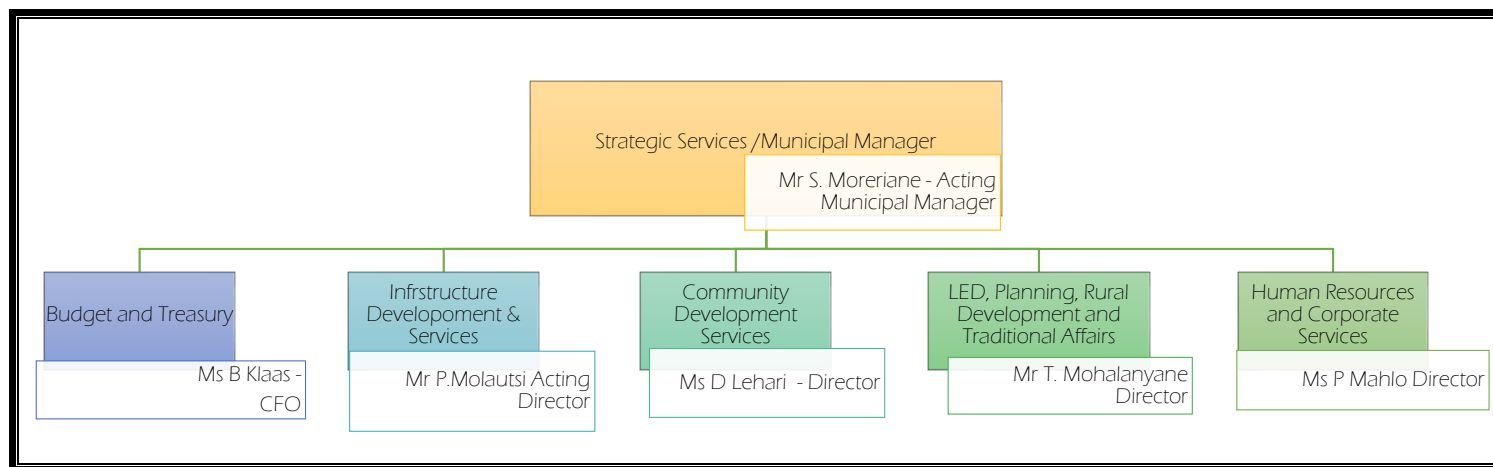 Strategic Services /Municipal Manager
Mr S. Moreriane - Acting
Municipal Manager
Budget and Treasury
Ms B Klaas -
CFO
Infrstructure
Developoment &
Services
Mr P.Molautsi Acting
Director
Community
Development
Services
Ms D Lehari  - Director
LED, Planning, Rural
Development and
Traditional Affairs
Mr T. Mohalanyane
Director
Human Resources
and Corporate
Services
Ms P Mahlo Director